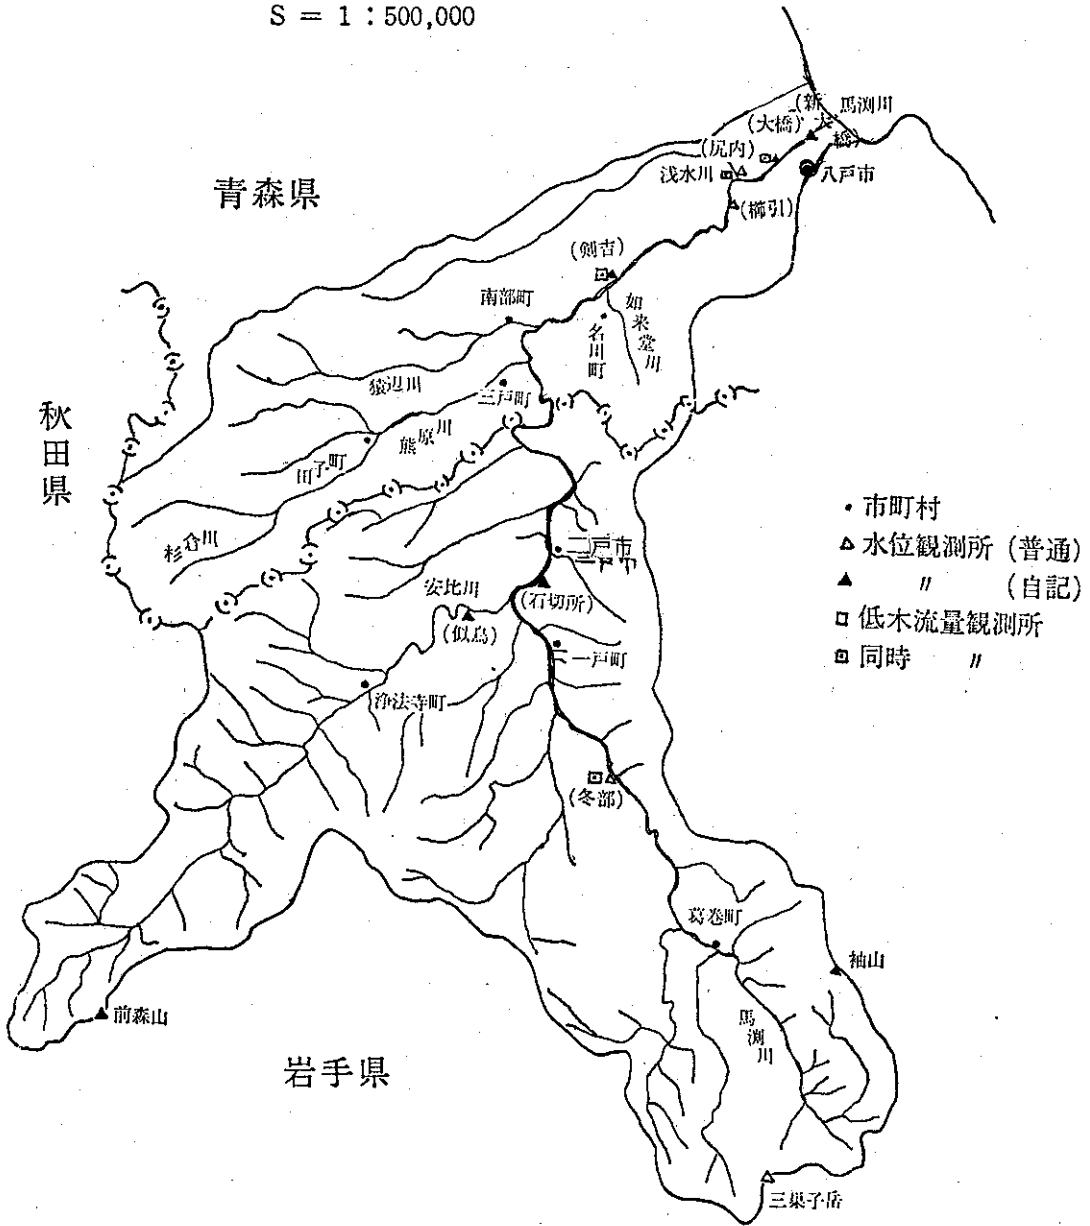 S = 1 : 500,000
(新大橋)
馬渕川
(大橋)
(尻内)
浅水川
八戸市
(櫛引)
青森県
(剣吉)
南部町
如来堂川
名川町
猿辺川
三戸町
秋田県
熊原川
田子町
杉倉川
二戸市
安比川
(石切所)
(似鳥)
一戸町
浄法寺町
(冬部)
葛巻町
袖山
前森山
馬渕川
岩手県
三巣子岳
・市町村
△ 水位観測所 (普通)
▲ 〃 (自記)
□ 低木流量観測所
⊡ 同時 〃